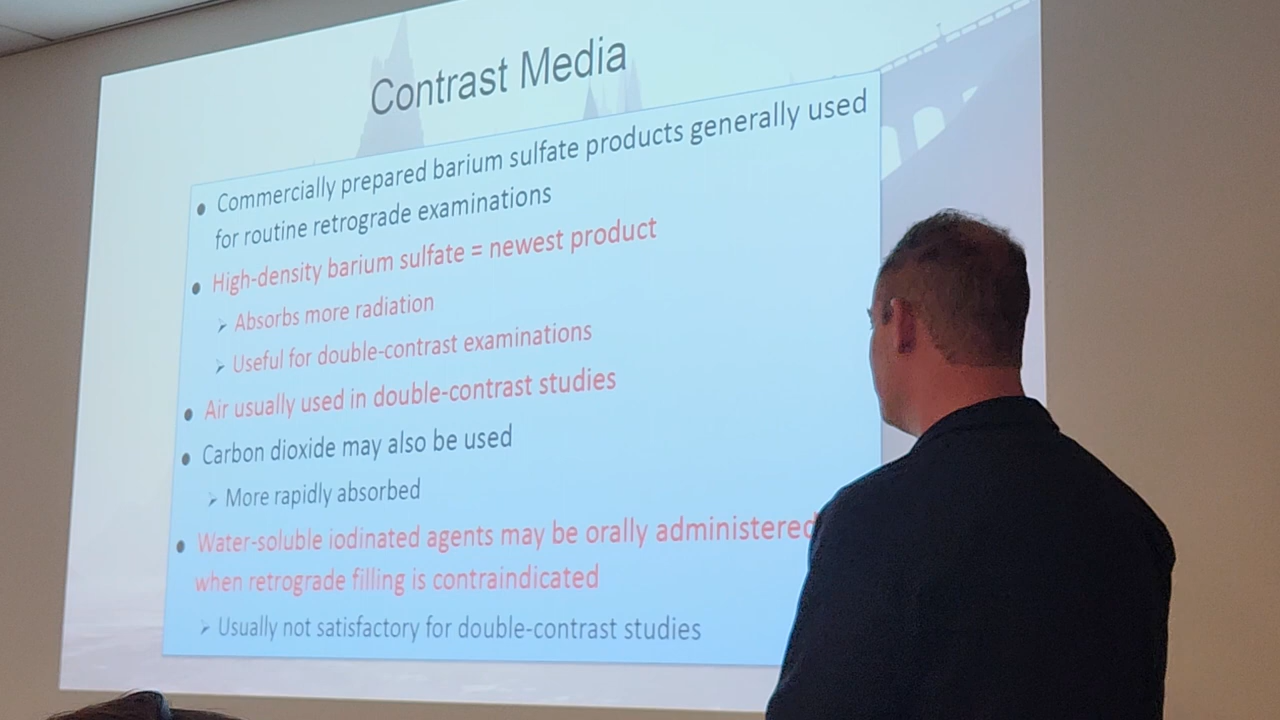 Contrast Media
• Commercially prepared barium sulfate products generally used
for routine retrograde examinations
• High-density barium sulfate = newest product
➢ Absorbs more radiation
➢ Useful for double-contrast examinations
• Air usually used in double-contrast studies
• Carbon dioxide may also be used
➢ More rapidly absorbed
• Water-soluble iodinated agents may be orally administered
when retrograde filling is contraindicated
➢ Usually not satisfactory for double-contrast studies